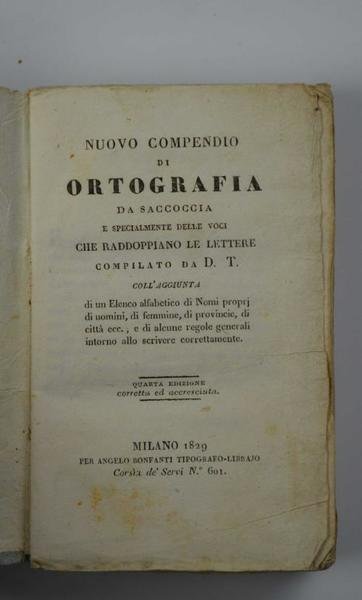 NUOVO COMPENDIO
DI
ORTOGRAFIA
DA SACCOCCIA
E SPECIALMENTE DELLE VOCI
CHE RADDOPPIANO LE LETTERE
COMPILATO DA D. T.
COLL'AGGIUNTA
di un Elenco alfabetico di Nomi proprj
di uomini, di femmine, di provincie, di
città ecc., e di alcune regole generali
intorno allo scrivere correttamente.
QUARTA EDIZIONE
corretta ed accresciuta.
MILANO 1829
PER ANGELO BONFANTI TIPOGRAFO-LIBRAJO
Corsìa de' Servi N.° 601.